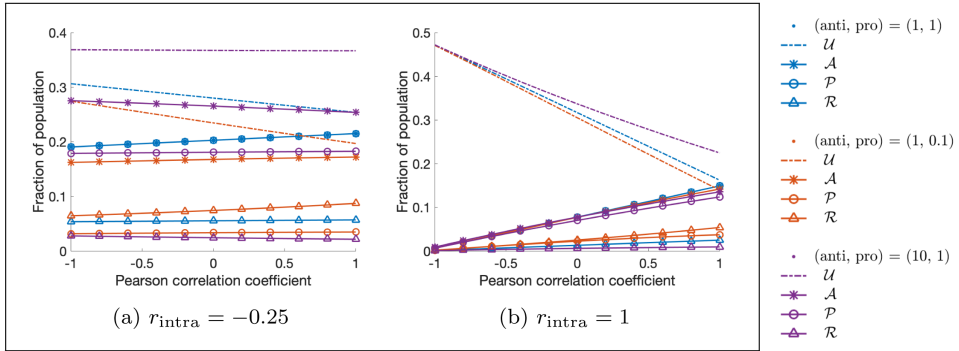 0.4
0.3
0.2
0.1
0
Fraction of population
-1 -0.5 0 0.5 1
Pearson correlation coefficient
(a) r_intra = −0.25
0.5
0.4
0.3
0.2
0.1
0
Fraction of population
-1 -0.5 0 0.5 1
Pearson correlation coefficient
(b) r_intra = 1
(anti, pro) = (1, 1)
𝒰
𝒜
𝒫
ℛ
(anti, pro) = (1, 0.1)
𝒰
𝒜
𝒫
ℛ
(anti, pro) = (10, 1)
𝒰
𝒜
𝒫
ℛ